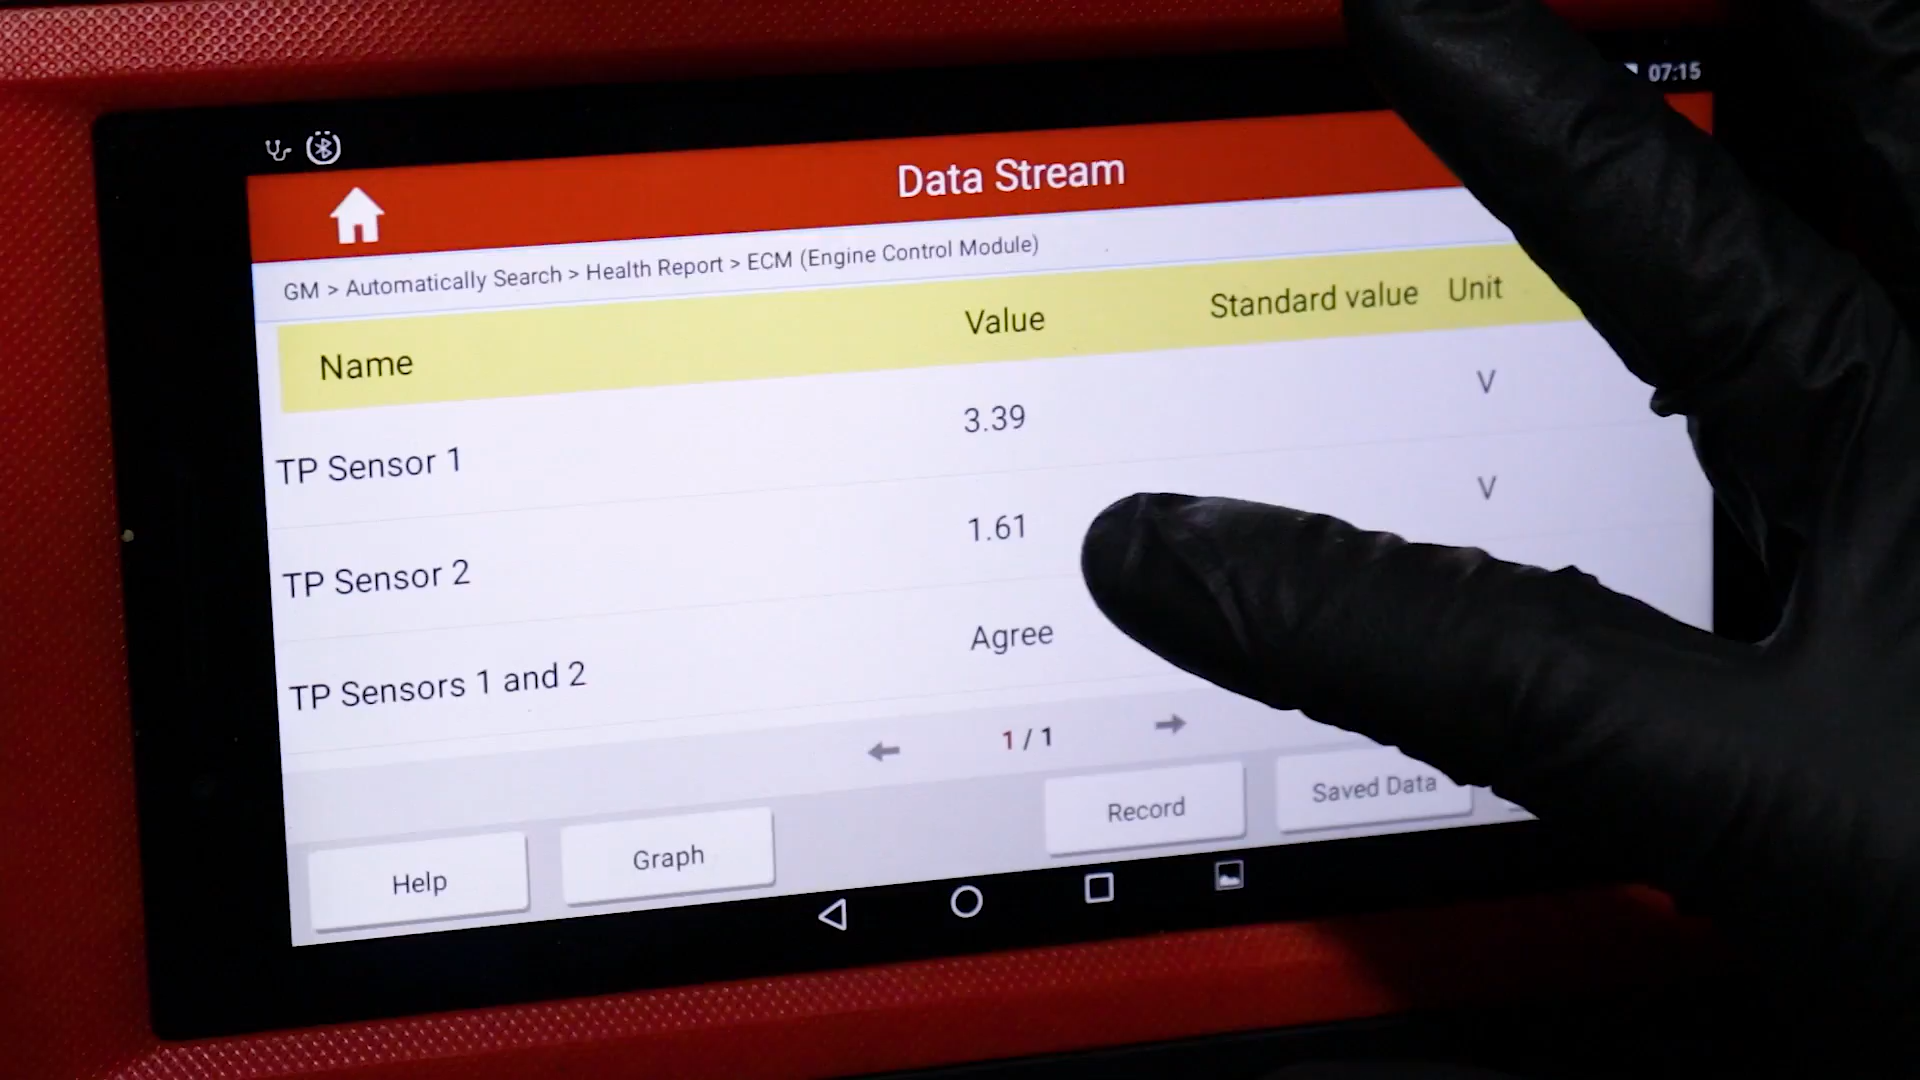 07:15
Data Stream
GM > Automatically Search > Health Report > ECM (Engine Control Module)
Name Value Standard value Unit
TP Sensor 1 3.39 V
TP Sensor 2 1.61 V
TP Sensors 1 and 2 Agree
1 / 1
Help Graph Record Saved Data